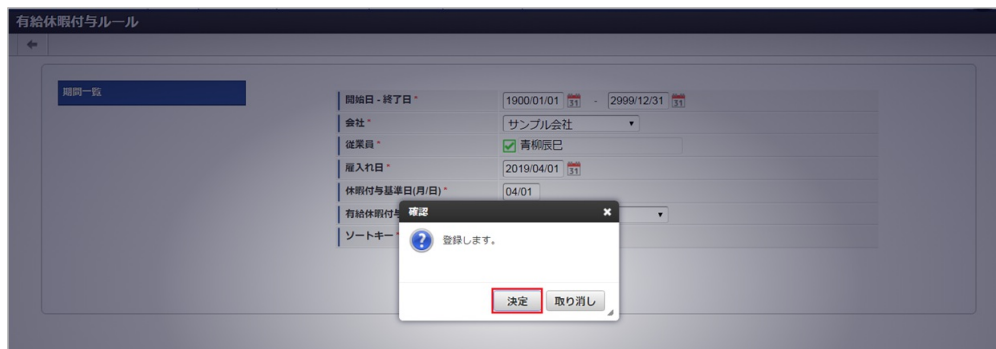 有給休暇付与ルール
期間一覧
開始日 - 終了日 * 1900/01/01 - 2999/12/31
会社 * サンプル会社
従業員 * 青柳辰巳
雇入れ日 * 2019/04/01
休暇付与基準日(月/日) * 04/01
有給休暇付与
ソートキー *
確認
登録します。
決定 取り消し